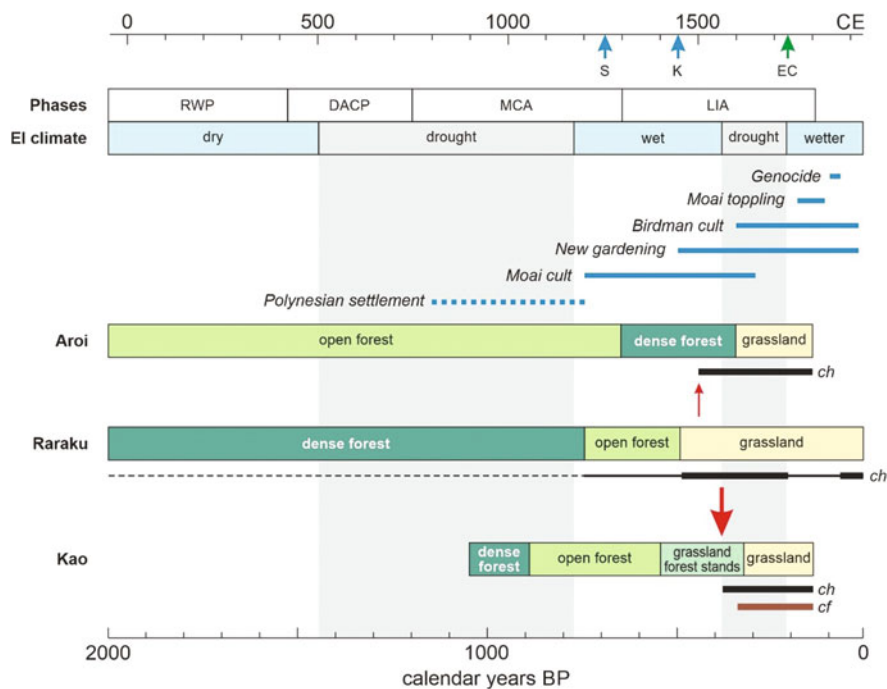 0 500 1000 1500 CE
S K EC
Phases RWP DACP MCA LIA
EI climate dry drought wet drought wetter
Genocide
Moai toppling
Birdman cult
New gardening
Moai cult
Polynesian settlement
Aroi open forest dense forest grassland
ch
Raraku dense forest open forest grassland
ch
Kao dense forest open forest grassland forest stands grassland
ch
cf
2000 1000 0
calendar years BP